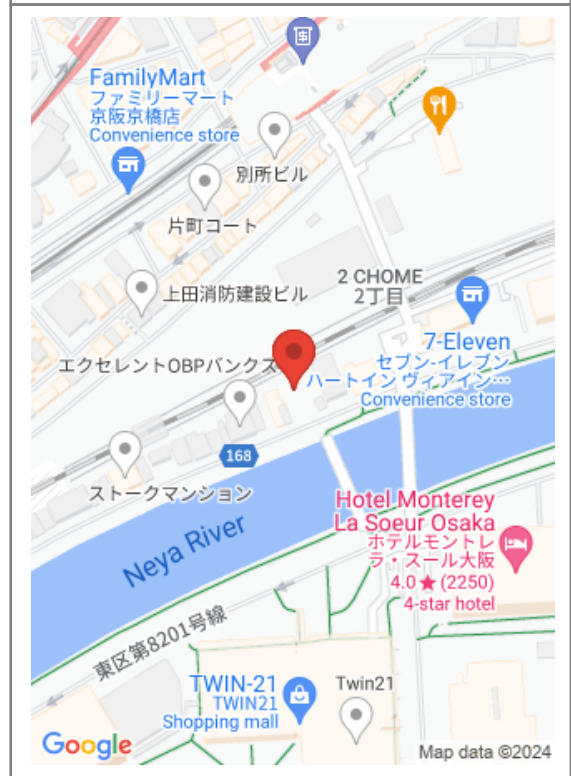 FamilyMart
ファミリーマート
京阪京橋店
Convenience store
別所ビル
片町コート
2 CHOME
2丁目
上田消防建設ビル
7-Eleven
セブン-イレブン
ハートイン ヴィアイン…
Convenience store
エクセレントOBPバンクス
168
ストークマンション
Neya River
Hotel Monterey
La Soeur Osaka
ホテルモントレ
ラ・スール大阪
4.0★(2250)
4-star hotel
東区第8201号線
TWIN-21
TWIN21
Shopping mall
Twin21
Google
Map data ©2024